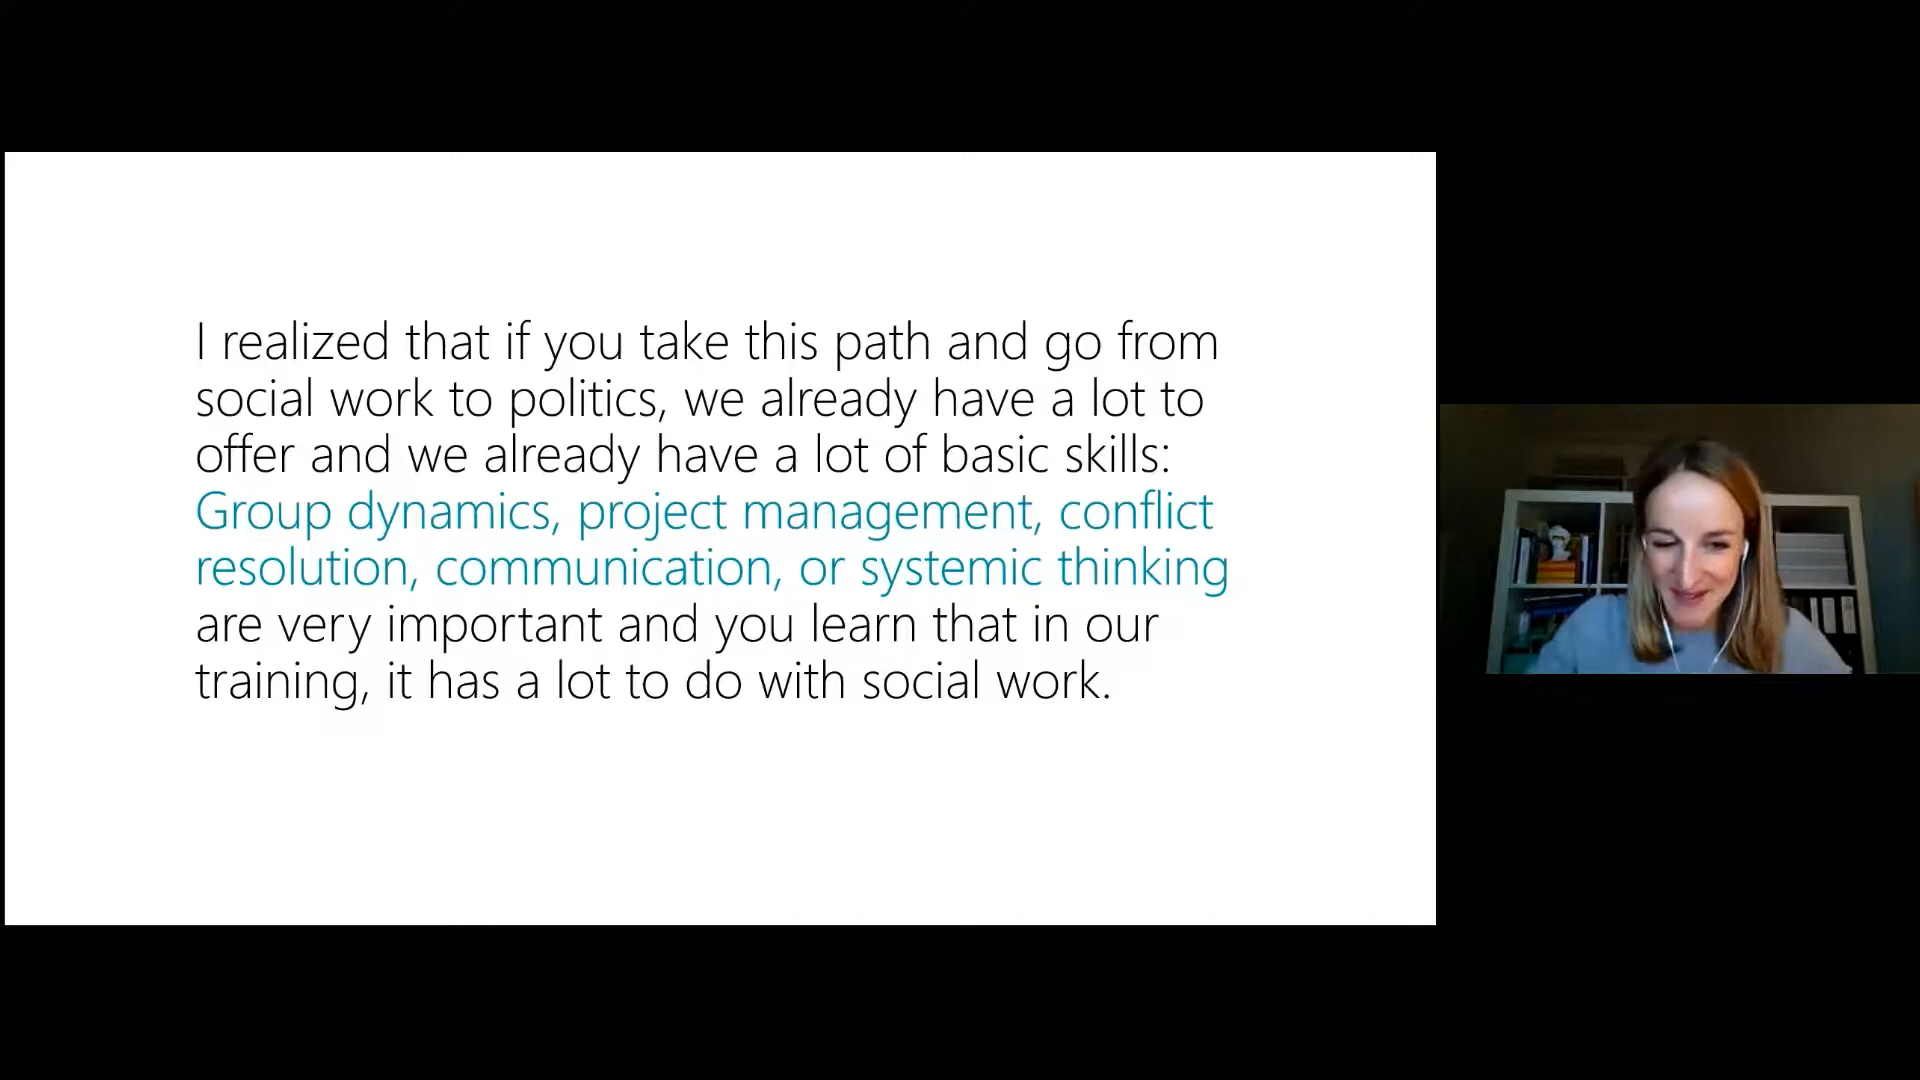 I realized that if you take this path and go from
social work to politics, we already have a lot to
offer and we already have a lot of basic skills:
Group dynamics, project management, conflict
resolution, communication, or systemic thinking
are very important and you learn that in our
training, it has a lot to do with social work.